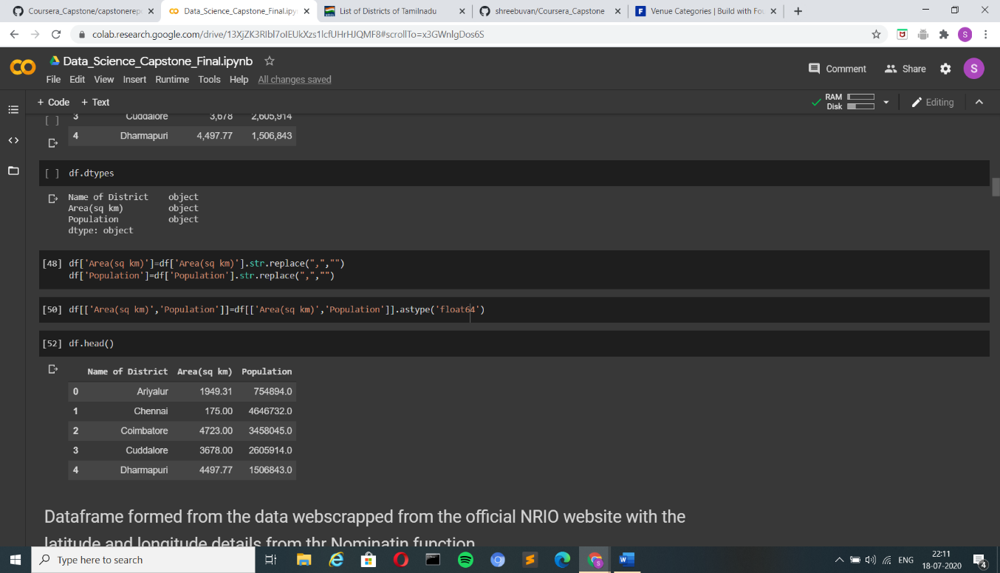 Coursera_Capstone/capstonerep
Data_Science_Capstone_Final.ipy
List of Districts of Tamilnadu
shreebuvan/Coursera_Capstone
Venue Categories | Build with Fou
colab.research.google.com/drive/13XjZK3RIbl7oIEUkXzs1lcfUHrHJQMF8#scrollTo=x3GWnlgDos6S
S
Data_Science_Capstone_Final.ipynb
Comment
Share
S
File Edit View Insert Runtime Tools Help All changes saved
+ Code + Text
RAM
Disk
Editing
[ ] 3 Cuddalore 3,678 2,605,914
4 Dharmapuri 4,497.77 1,506,843
[ ] df.dtypes
Name of District object
Area(sq km) object
Population object
dtype: object
[48] df['Area(sq km)']=df['Area(sq km)'].str.replace(",","")
df['Population']=df['Population'].str.replace(",","")
[50] df[['Area(sq km)','Population']]=df[['Area(sq km)','Population']].astype('float64')
[52] df.head()
Name of District Area(sq km) Population
0 Ariyalur 1949.31 754894.0
1 Chennai 175.00 4646732.0
2 Coimbatore 4723.00 3458045.0
3 Cuddalore 3678.00 2605914.0
4 Dharmapuri 4497.77 1506843.0
Dataframe formed from the data webscrapped from the official NRIO website with the
latitude and longitude details from thr Nominatin function
Type here to search
ENG
22:11
18-07-2020
4